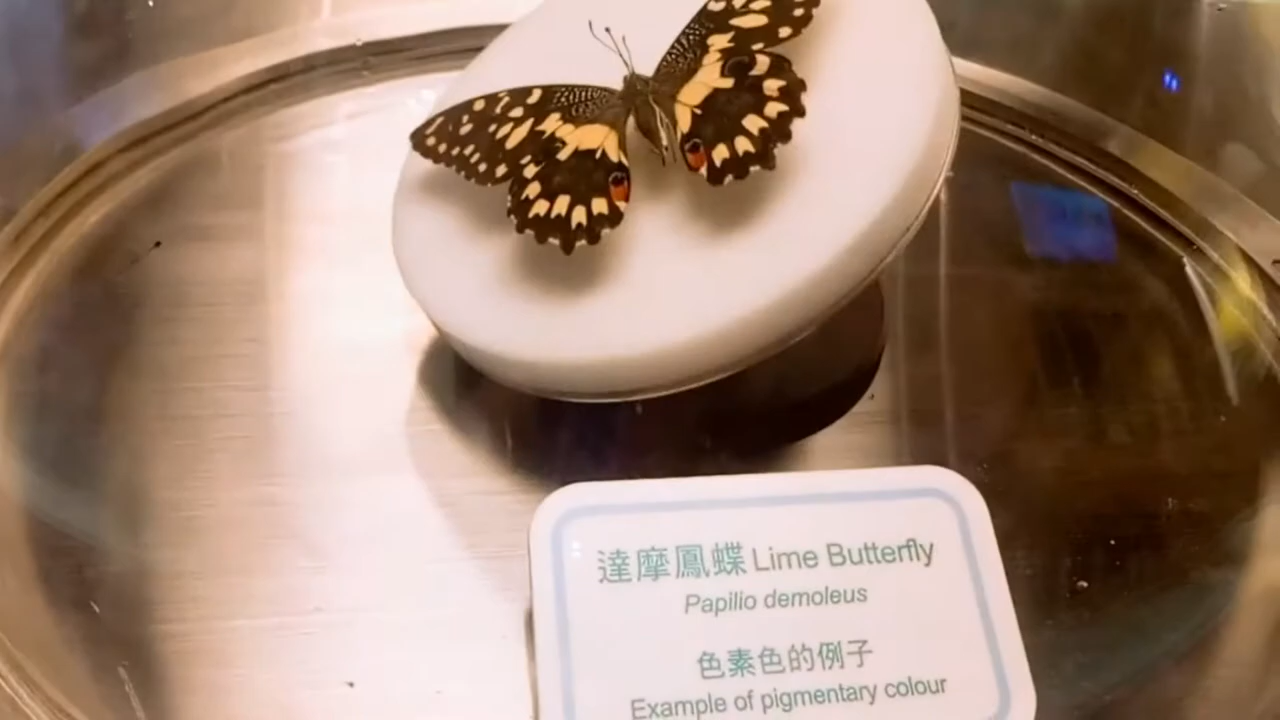 達摩鳳蝶 Lime Butterfly
Papilio demoleus
色素色的例子
Example of pigmentary colour